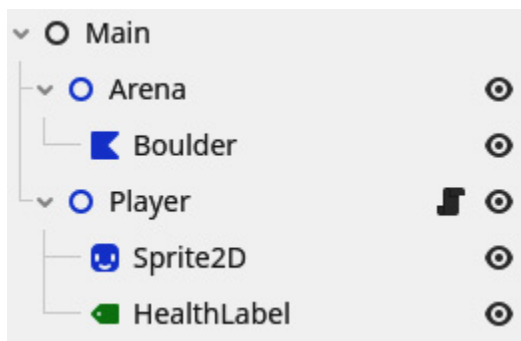 Main
Arena
Boulder
Player
Sprite2D
HealthLabel